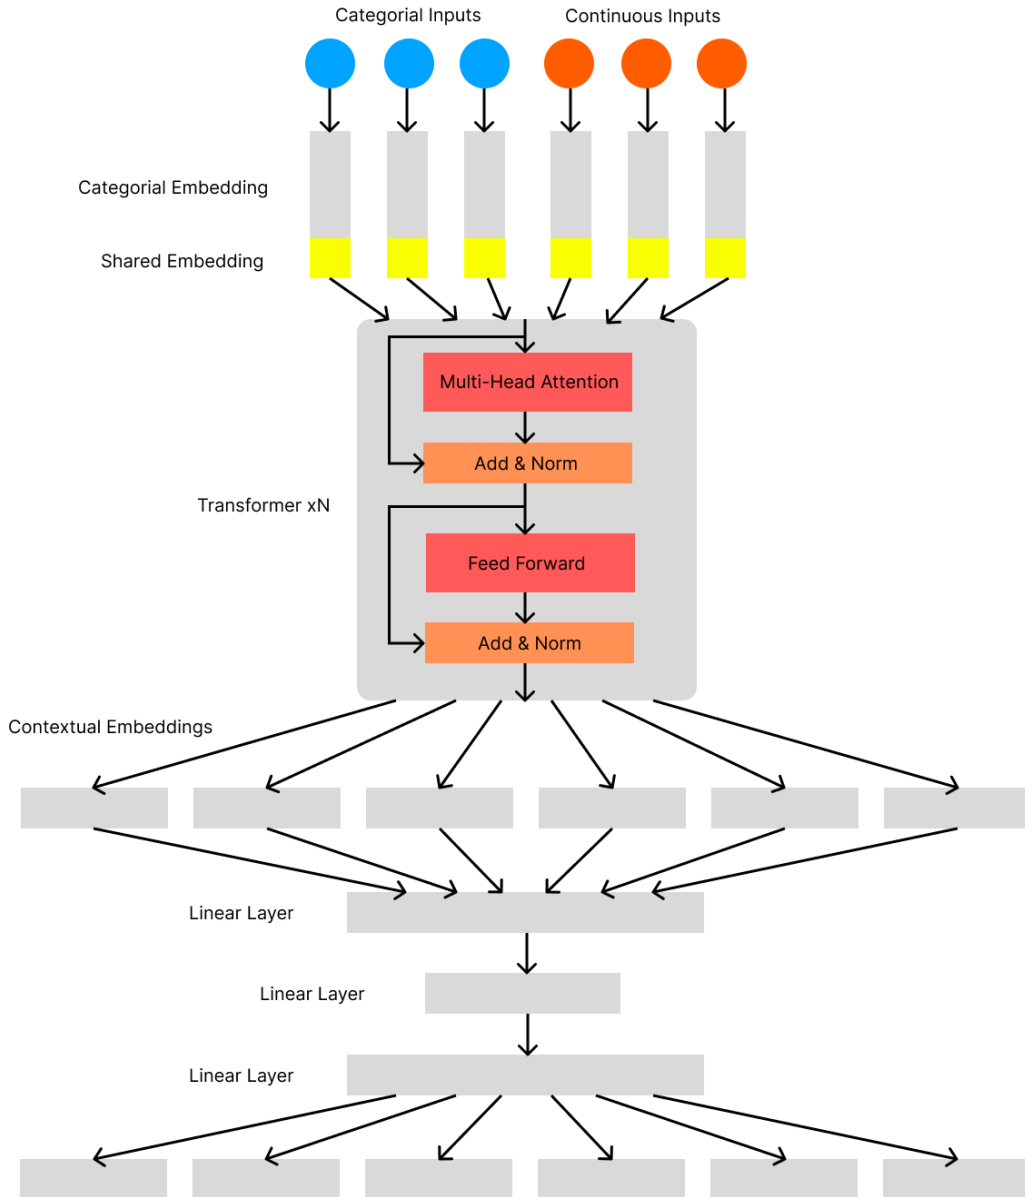 Categorial Inputs
Continuous Inputs
Categorial Embedding
Shared Embedding
Multi-Head Attention
Add & Norm
Transformer xN
Feed Forward
Add & Norm
Contextual Embeddings
Linear Layer
Linear Layer
Linear Layer